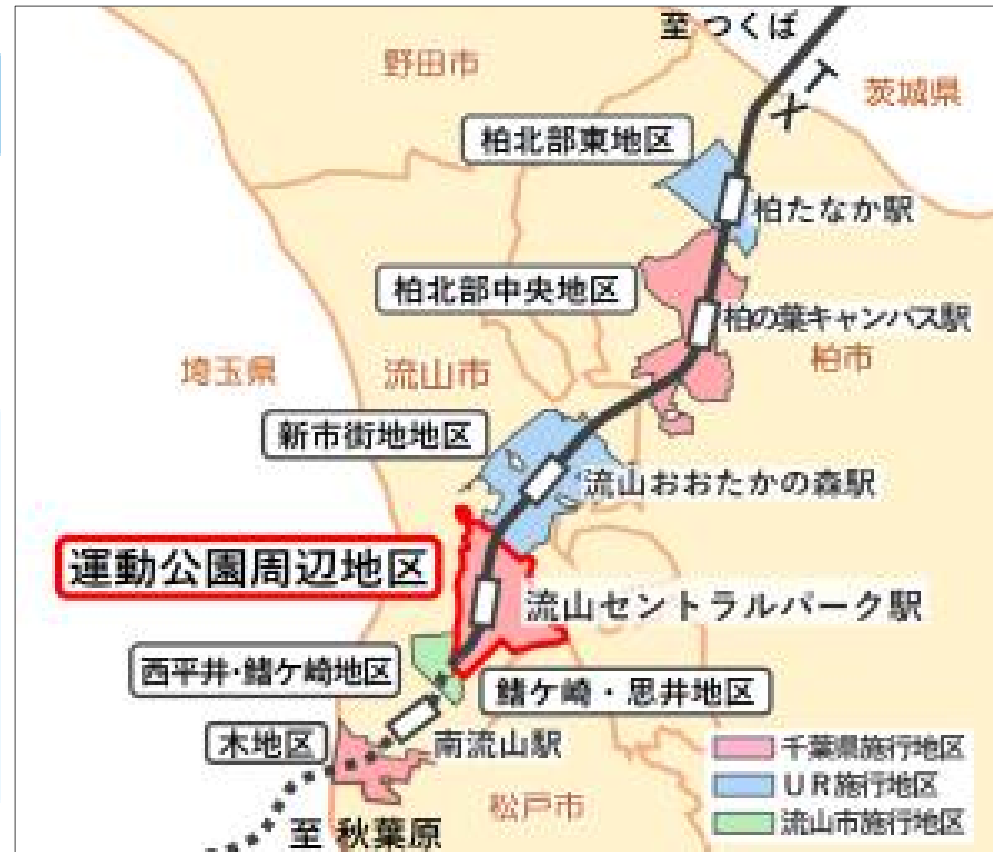 至 つくば
TX
野田市
茨城県
柏北部東地区
柏たなか駅
柏北部中央地区
柏の葉キャンパス駅
柏市
埼玉県
流山市
新市街地地区
流山おおたかの森駅
運動公園周辺地区
流山セントラルパーク駅
西平井・鰭ケ崎地区
鰭ケ崎・思井地区
木地区
南流山駅
千葉県施行地区
UR施行地区
流山市施行地区
松戸市
至 秋葉原